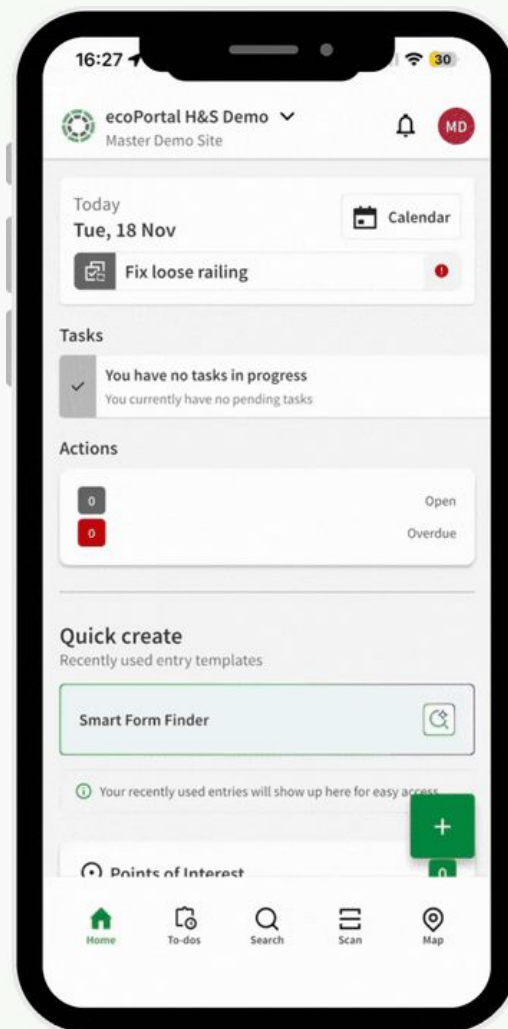 16:27
30
ecoPortal H&S Demo
Master Demo Site
MD
Today
Tue, 18 Nov
Calendar
Fix loose railing
Tasks
You have no tasks in progress
You currently have no pending tasks
Actions
0 Open
0 Overdue
Quick create
Recently used entry templates
Smart Form Finder
Your recently used entries will show up here for easy access
+
Points of Interest
0
Home To-dos Search Scan Map